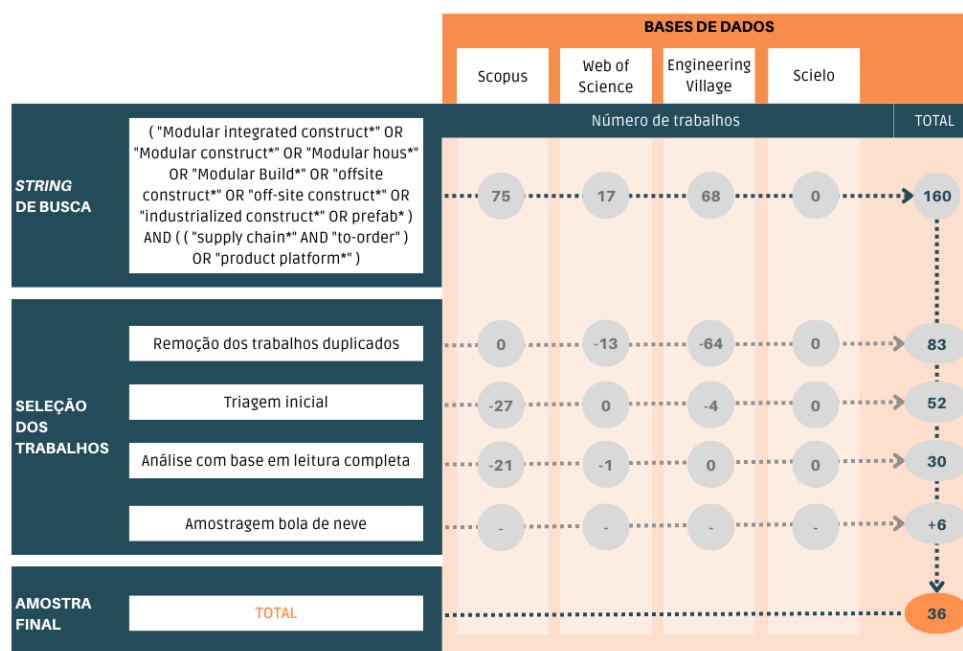 BASES DE DADOS
Scopus
Web of
Science
Engineering
Village
Scielo
Número de trabalhos
TOTAL
STRING
DE BUSCA
( "Modular integrated construct*" OR
"Modular construct*" OR "Modular hous*"
OR "Modular Build*" OR "offsite
construct*" OR "off-site construct*" OR
"industrialized construct*" OR prefab* )
AND ( ( "supply chain*" AND "to-order" )
OR "product platform*" )
75 17 68 0 160
SELEÇÃO
DOS
TRABALHOS
Remoção dos trabalhos duplicados
0 -13 -64 0 83
Triagem inicial
-27 0 -4 0 52
Análise com base em leitura completa
-21 -1 0 0 30
Amostragem bola de neve
- - - - +6
AMOSTRA
FINAL
TOTAL
36